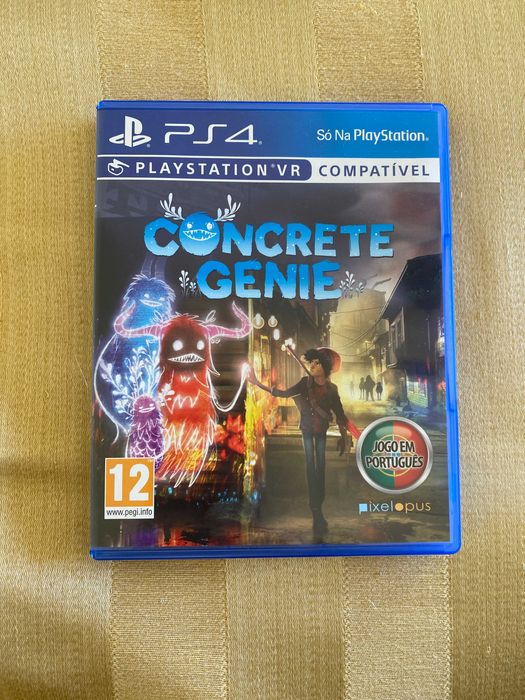 PS4
Só Na PlayStation®
PLAYSTATION®VR COMPATÍVEL
CONCRETE
GENIE
JOGO EM
PORTUGUÊS
12
www.pegi.info
pixelopus